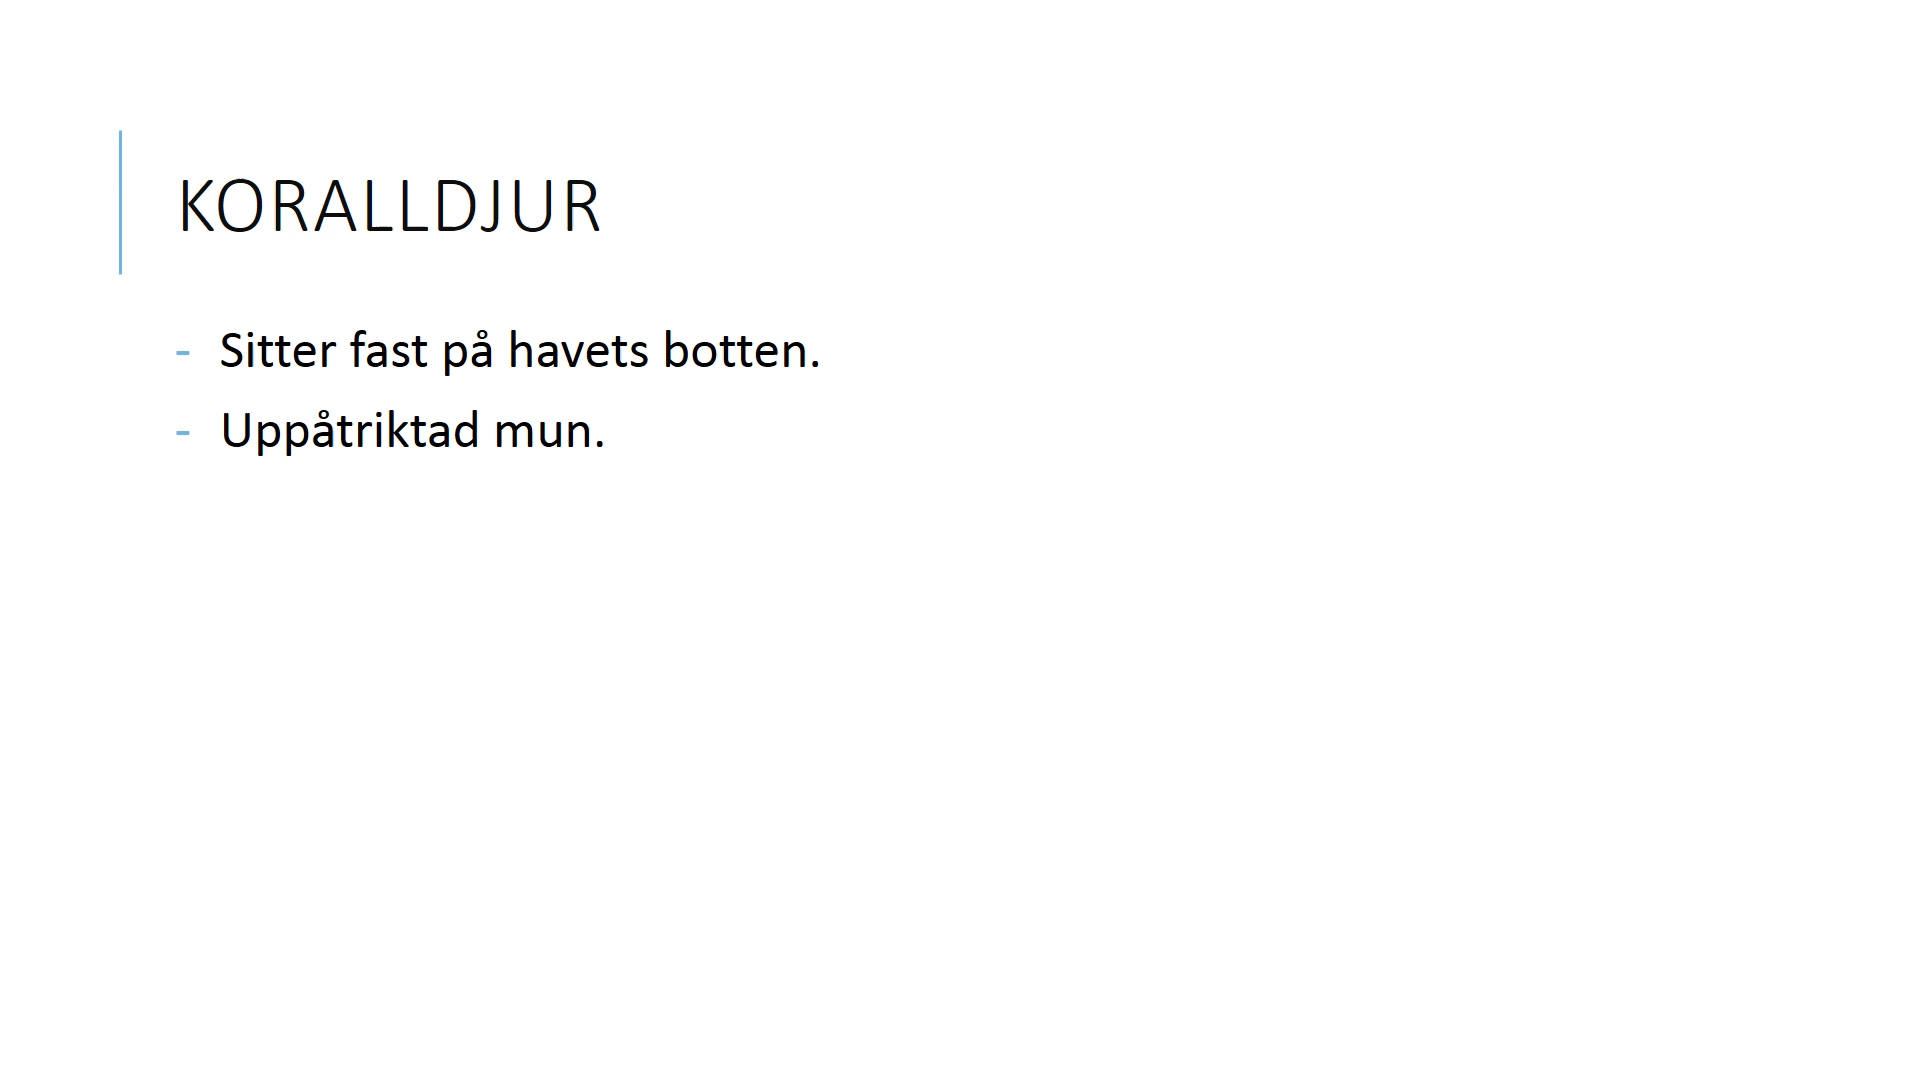 KORALLDJUR
- Sitter fast på havets botten.
- Uppåtriktad mun.